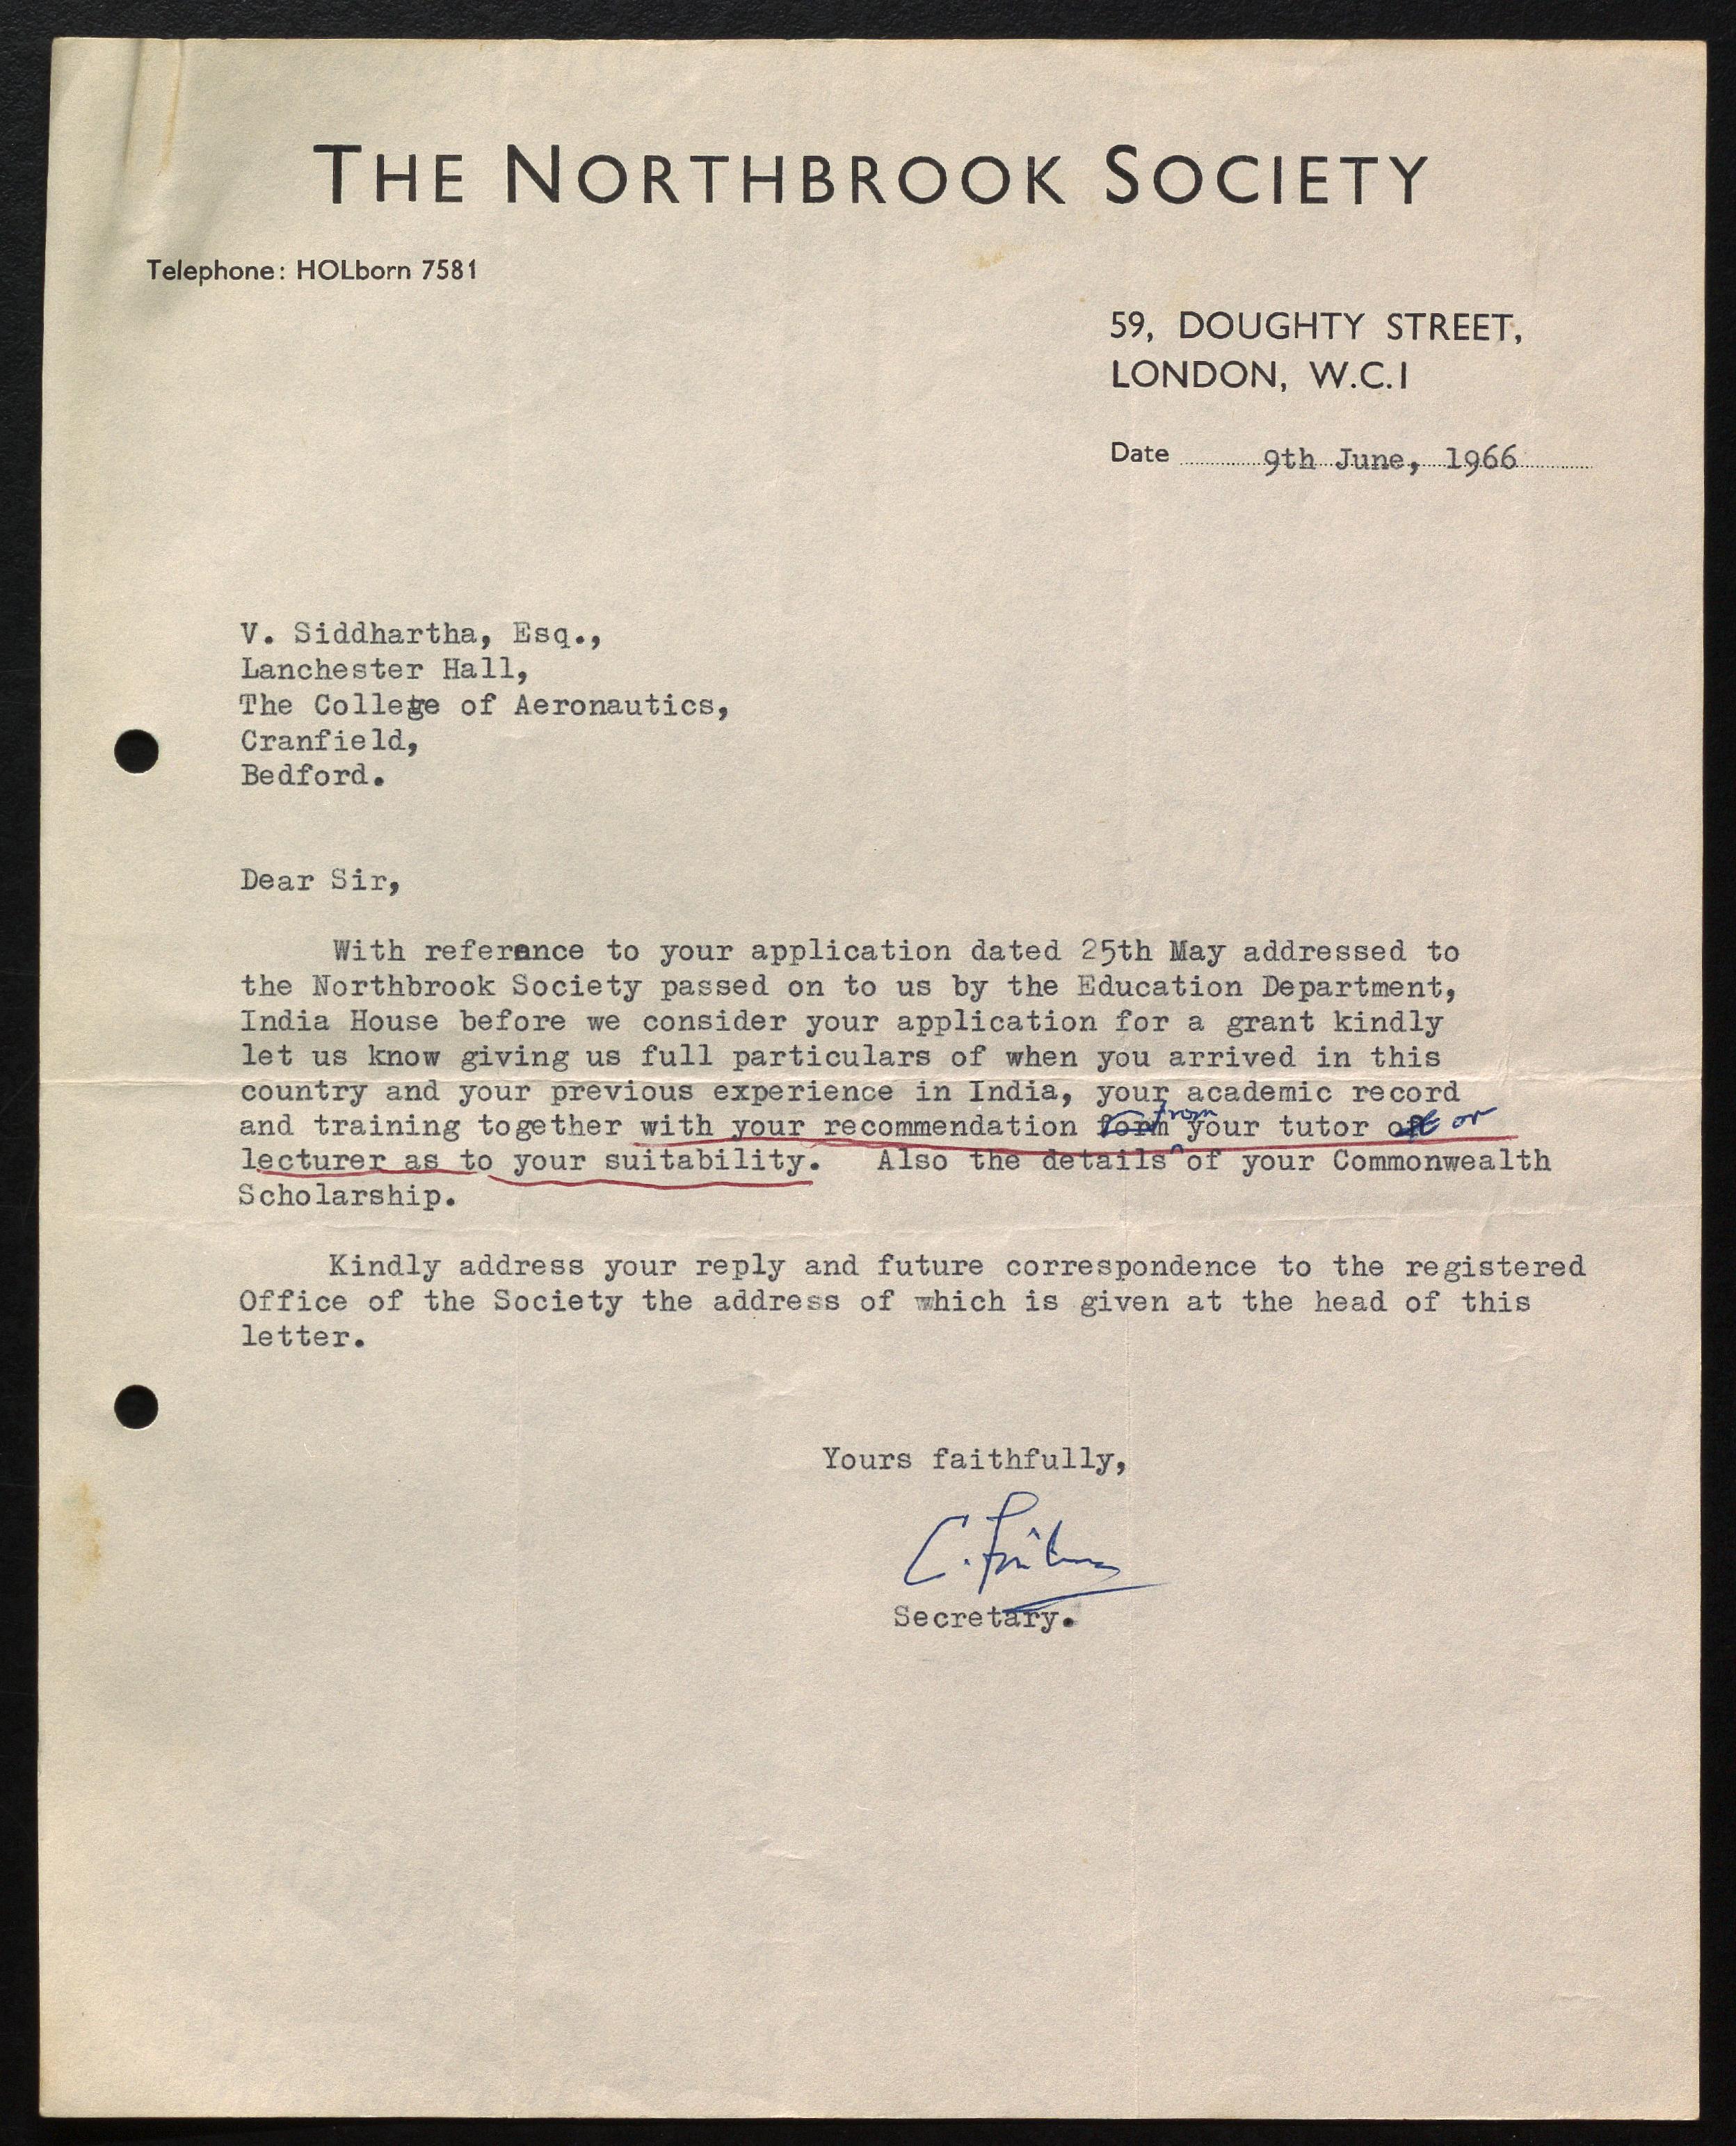 THE NORTHBROOK SOCIETY
Telephone: HOLborn 7581
59, DOUGHTY STREET,
LONDON, W.C.1
Date 9th June, 1966
V. Siddhartha, Esq.,
Lanchester Hall,
The College of Aeronautics,
Cranfield,
Bedford.
Dear Sir,
With reference to your application dated 25th May addressed to
the Northbrook Society passed on to us by the Education Department,
India House before we consider your application for a grant kindly
let us know giving us full particulars of when you arrived in this
country and your previous experience in India, your academic record
and training together with your recommendation form from your tutor or
lecturer as to your suitability. Also the details of your Commonwealth
Scholarship.
Kindly address your reply and future correspondence to the registered
Office of the Society the address of which is given at the head of this
letter.
Yours faithfully,
C.
Secretary.